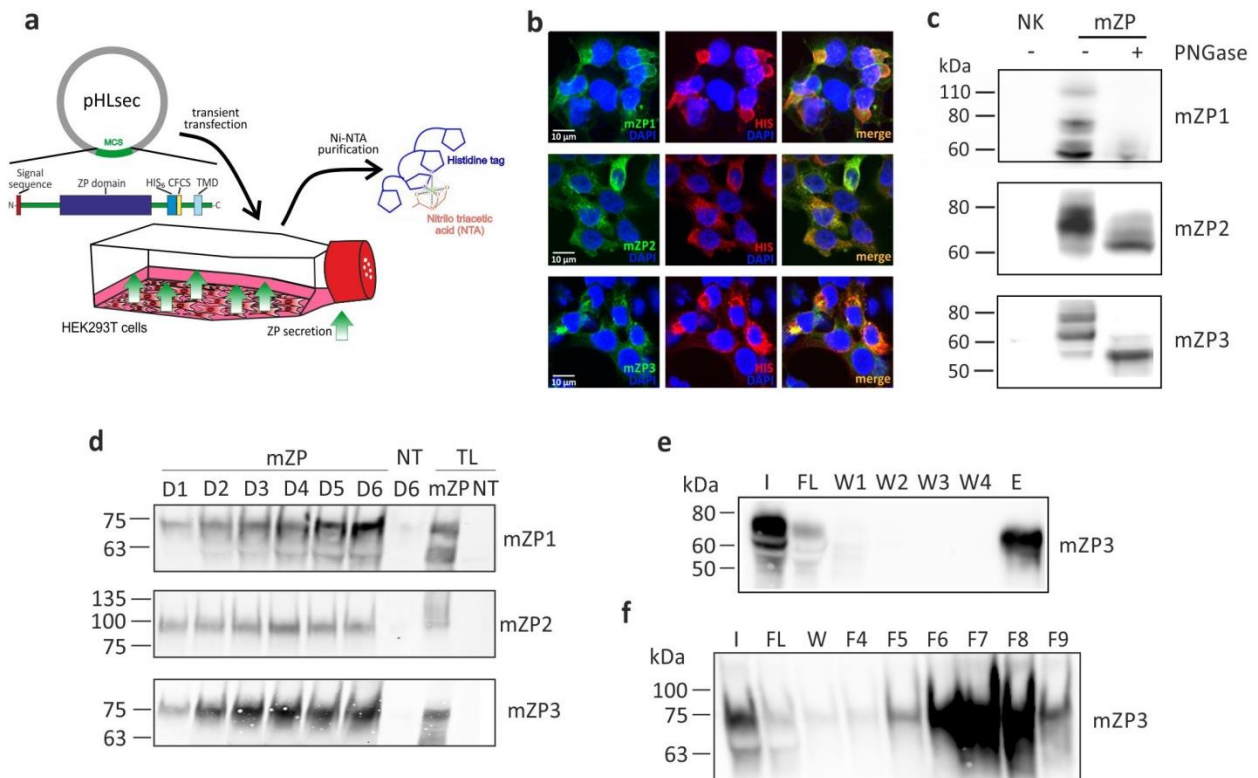 a
pHLsec
MCS
transient
transfection
Ni-NTA
purification
Histidine tag
Nitrilo triacetic
acid (NTA)
Signal
sequence
ZP domain
HIS6 CFCS TMD
N
C
HEK293T cells
ZP secretion
b
mZP1
DAPI
10 µm
HIS
DAPI
merge
mZP2
DAPI
10 µm
HIS
DAPI
merge
mZP3
DAPI
10 µm
HIS
DAPI
merge
c
NK mZP
- - + PNGase
kDa
110
80
60
mZP1
80
60
mZP2
80
60
50
mZP3
d
mZP NT TL
D1 D2 D3 D4 D5 D6 D6 mZP NT
75
63
mZP1
135
100
75
mZP2
75
63
mZP3
e
kDa I FL W1 W2 W3 W4 E
80
60
50
mZP3
f
I FL W F4 F5 F6 F7 F8 F9
kDa
100
75
63
mZP3